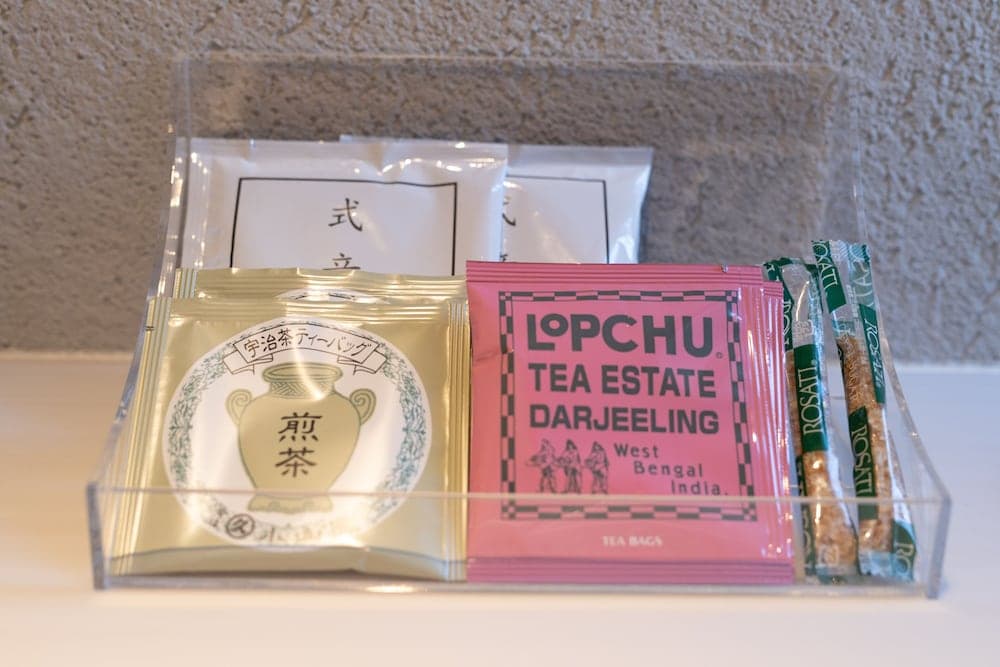 式
宇治茶ティーバッグ
煎
茶
LOPCHU
TEA ESTATE
DARJEELING
West
Bengal
India.
TEA BAGS
ROSATI
ROSATI
ROSATI